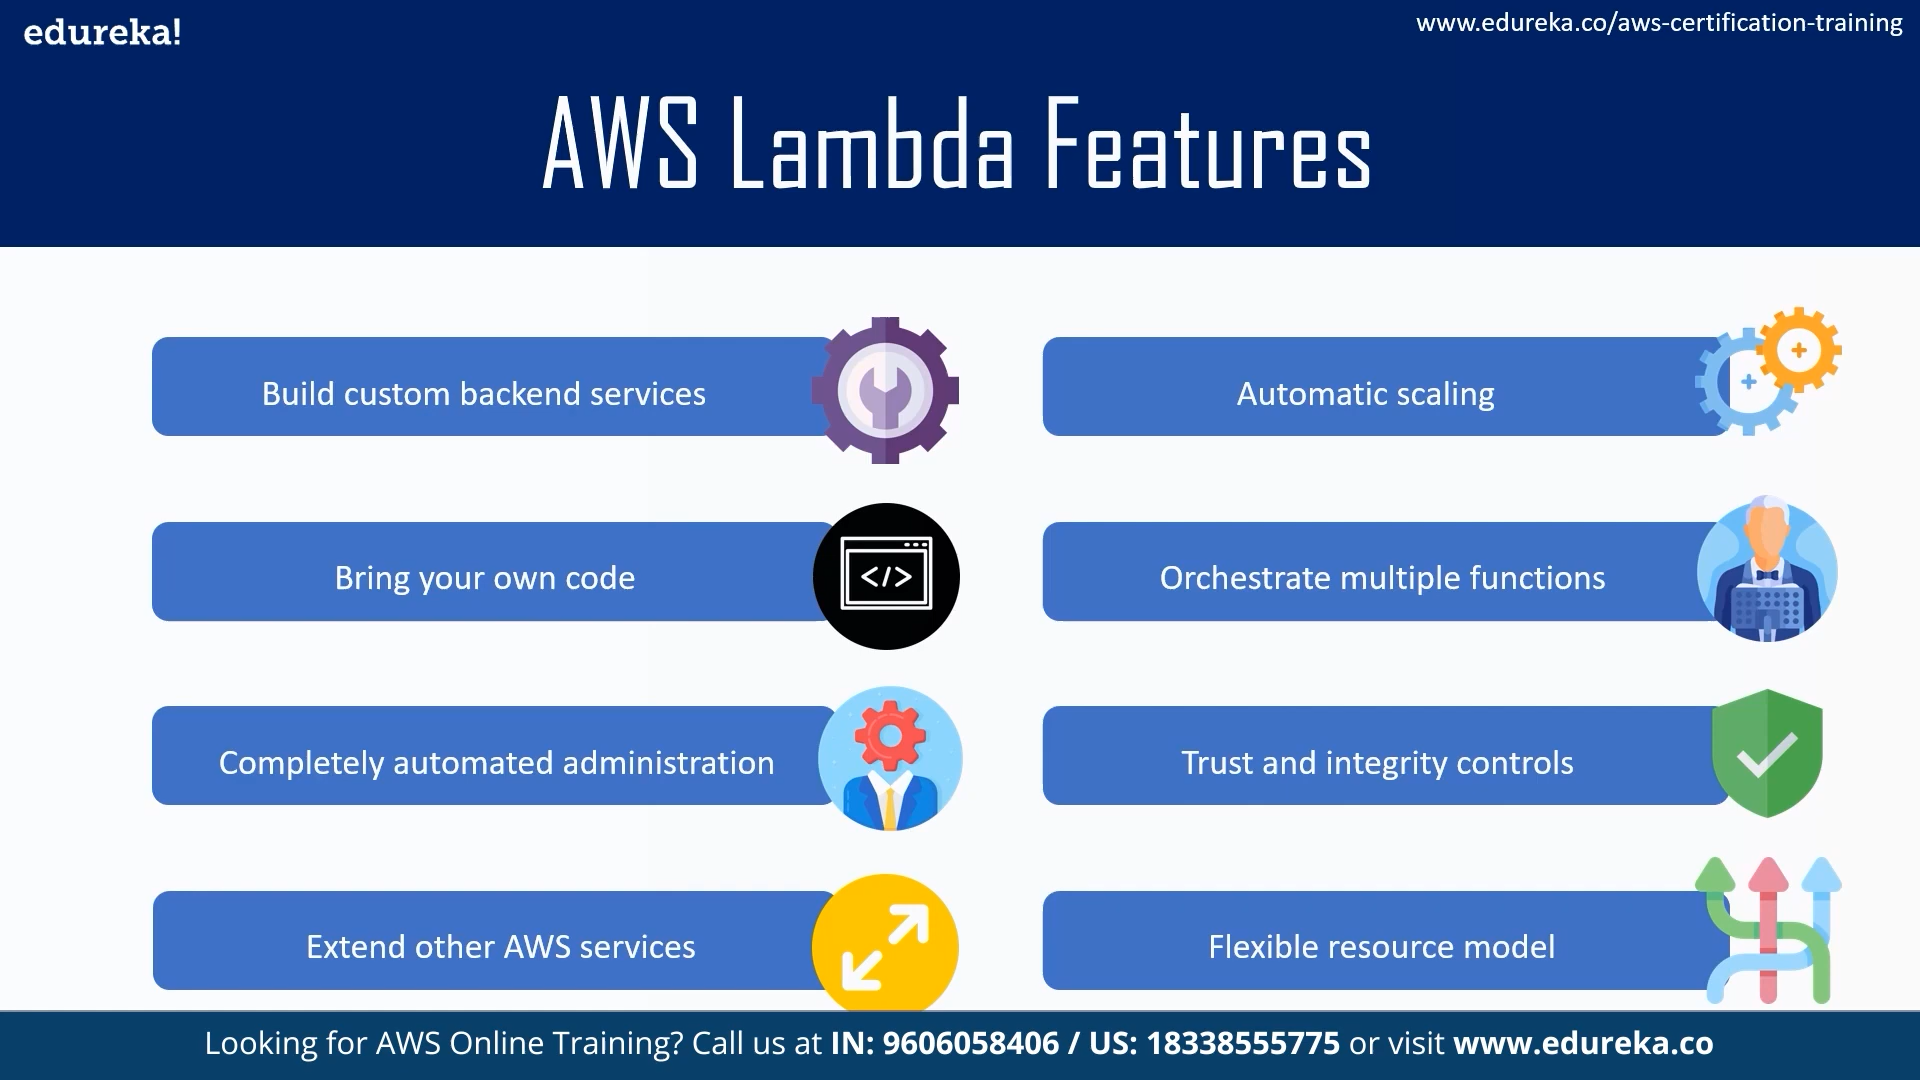 edureka!
www.edureka.co/aws-certification-training
AWS Lambda Features
Build custom backend services
Automatic scaling
Bring your own code
</>
Orchestrate multiple functions
Completely automated administration
Trust and integrity controls
Extend other AWS services
Flexible resource model
Looking for AWS Online Training? Call us at IN: 9606058406 / US: 18338555775 or visit www.edureka.co